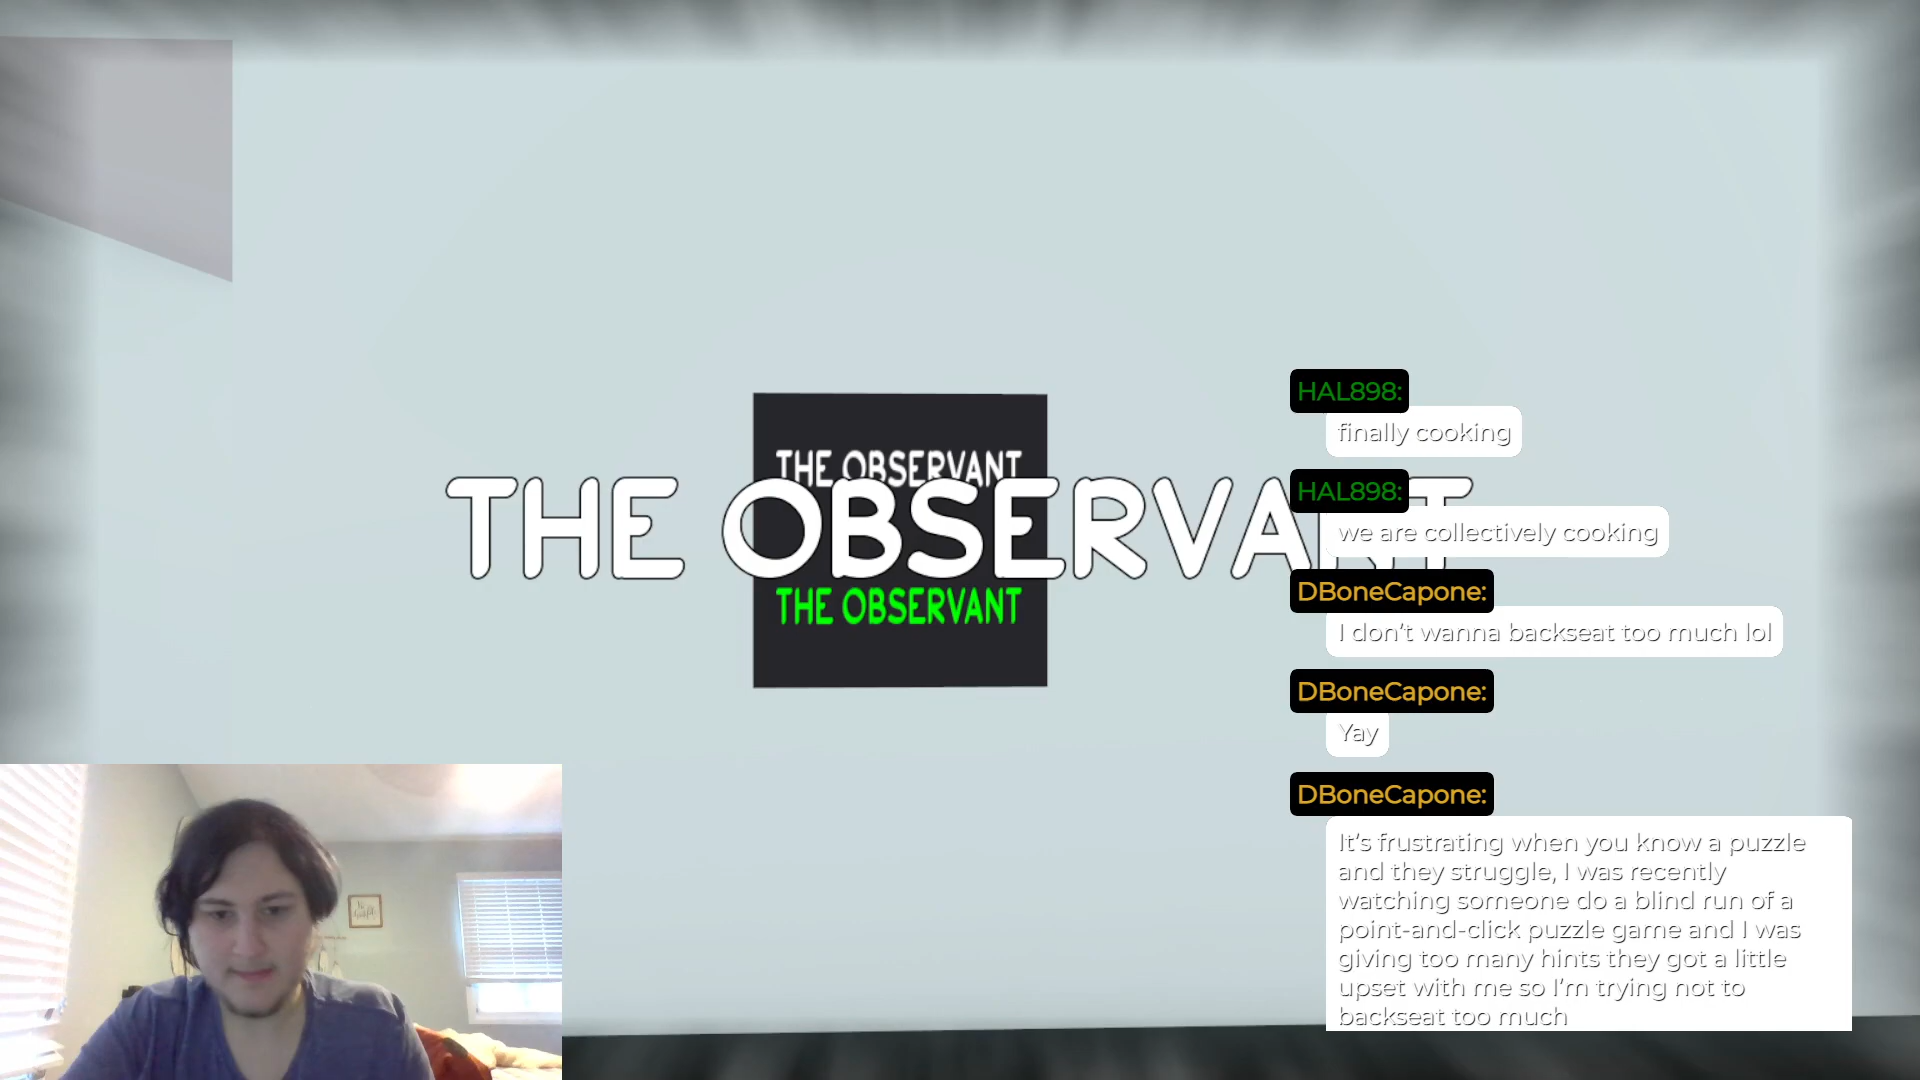 THE OBSERVANT
THE OBSERVANT
THE OBSERVANT
HAL898:
finally cooking
HAL898:
we are collectively cooking
DBoneCapone:
I don't wanna backseat too much lol
DBoneCapone:
Yay
DBoneCapone:
It's frustrating when you know a puzzle
and they struggle, I was recently
watching someone do a blind run of a
point-and-click puzzle game and I was
giving too many hints they got a little
upset with me so I'm trying not to
backseat too much